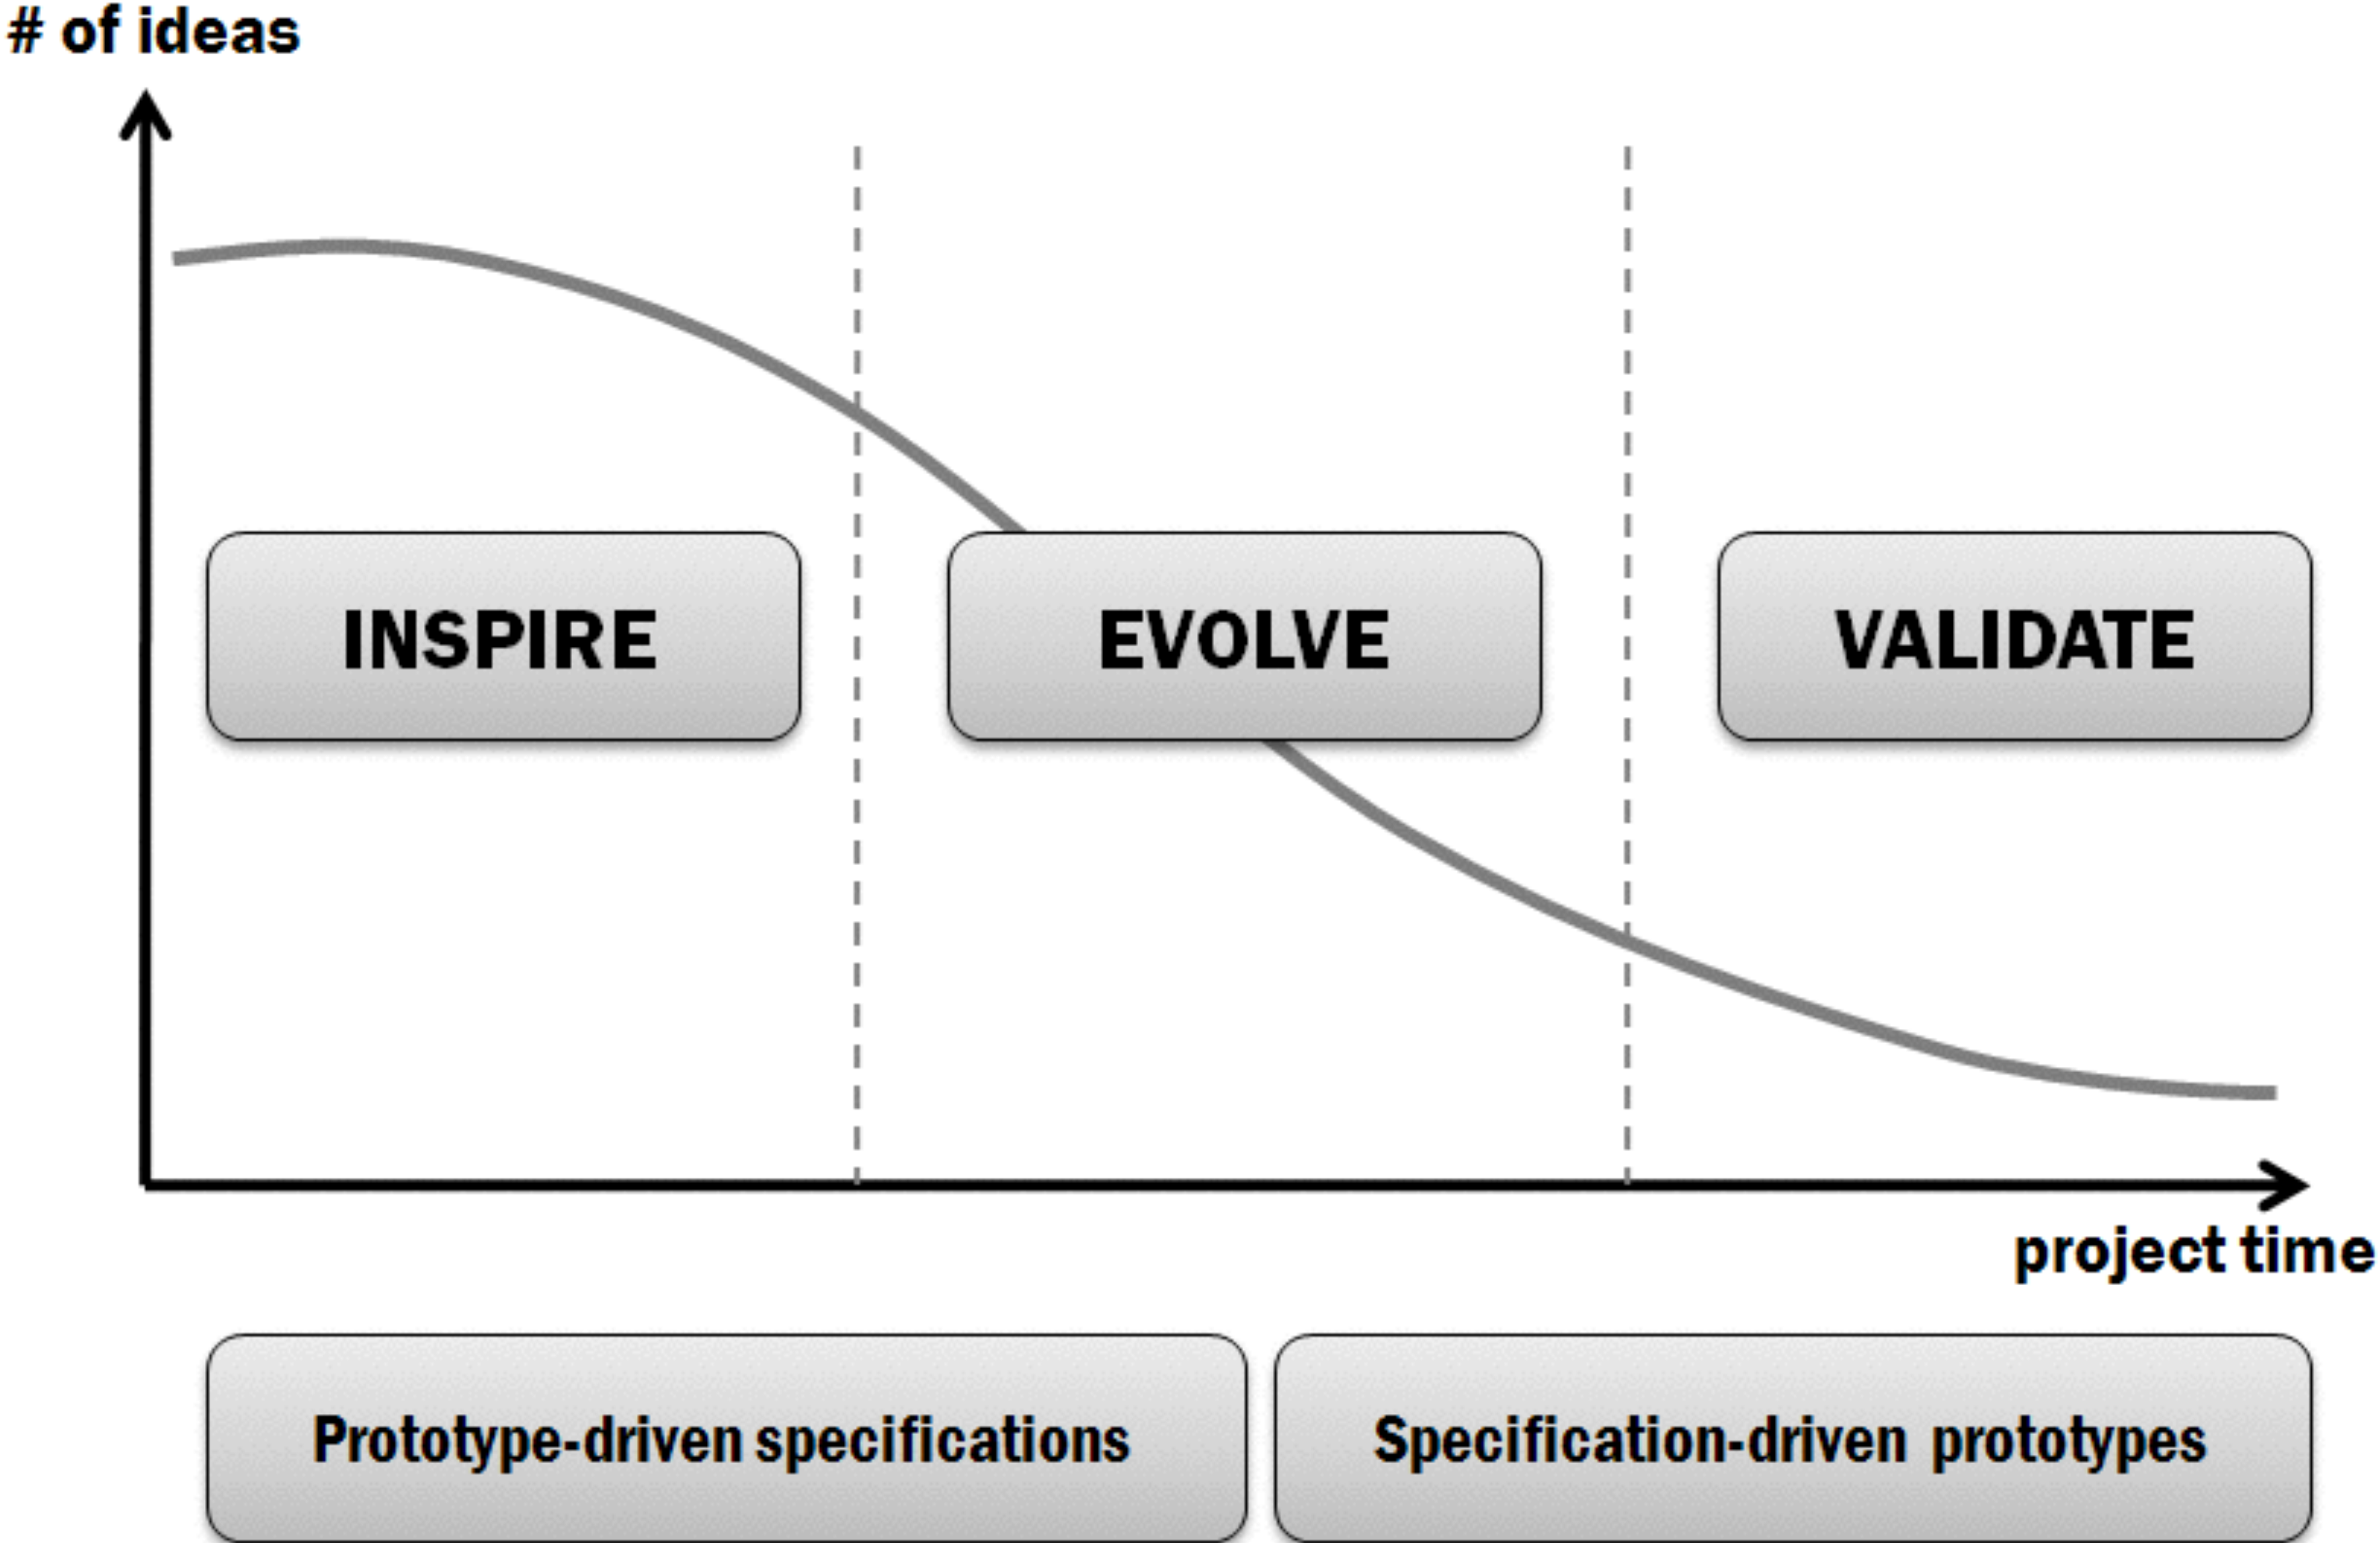 # of ideas
INSPIRE
EVOLVE
VALIDATE
project time
Prototype-driven specifications
Specification-driven prototypes